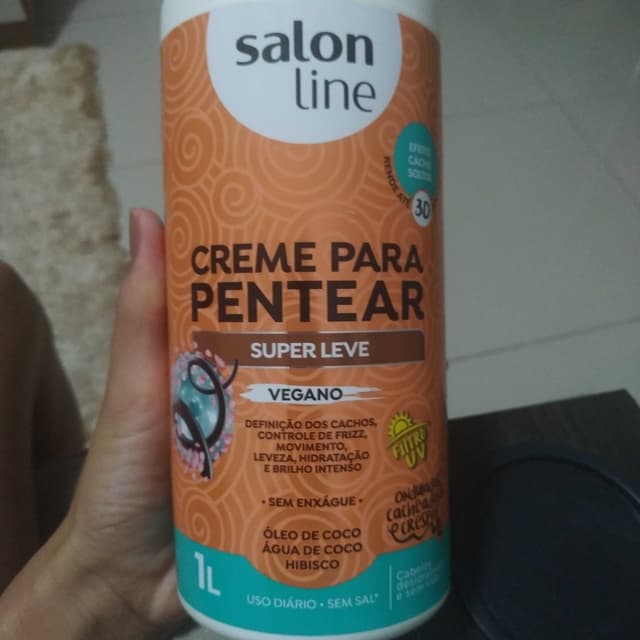 salon
line
EFEITO
CACHOS
SOLTOS
RENDE ATÉ
CREME PARA
PENTEAR
SUPER LEVE
VEGANO
DEFINIÇÃO DOS CACHOS,
CONTROLE DE FRIZZ,
MOVIMENTO,
LEVEZA, HIDRATAÇÃO
E BRILHO INTENSO
FILTRO
UV
• SEM ENXÁGUE •
ÓLEO DE COCO
ÁGUA DE COCO
HIBISCO
1L
USO DIÁRIO • SEM SAL*